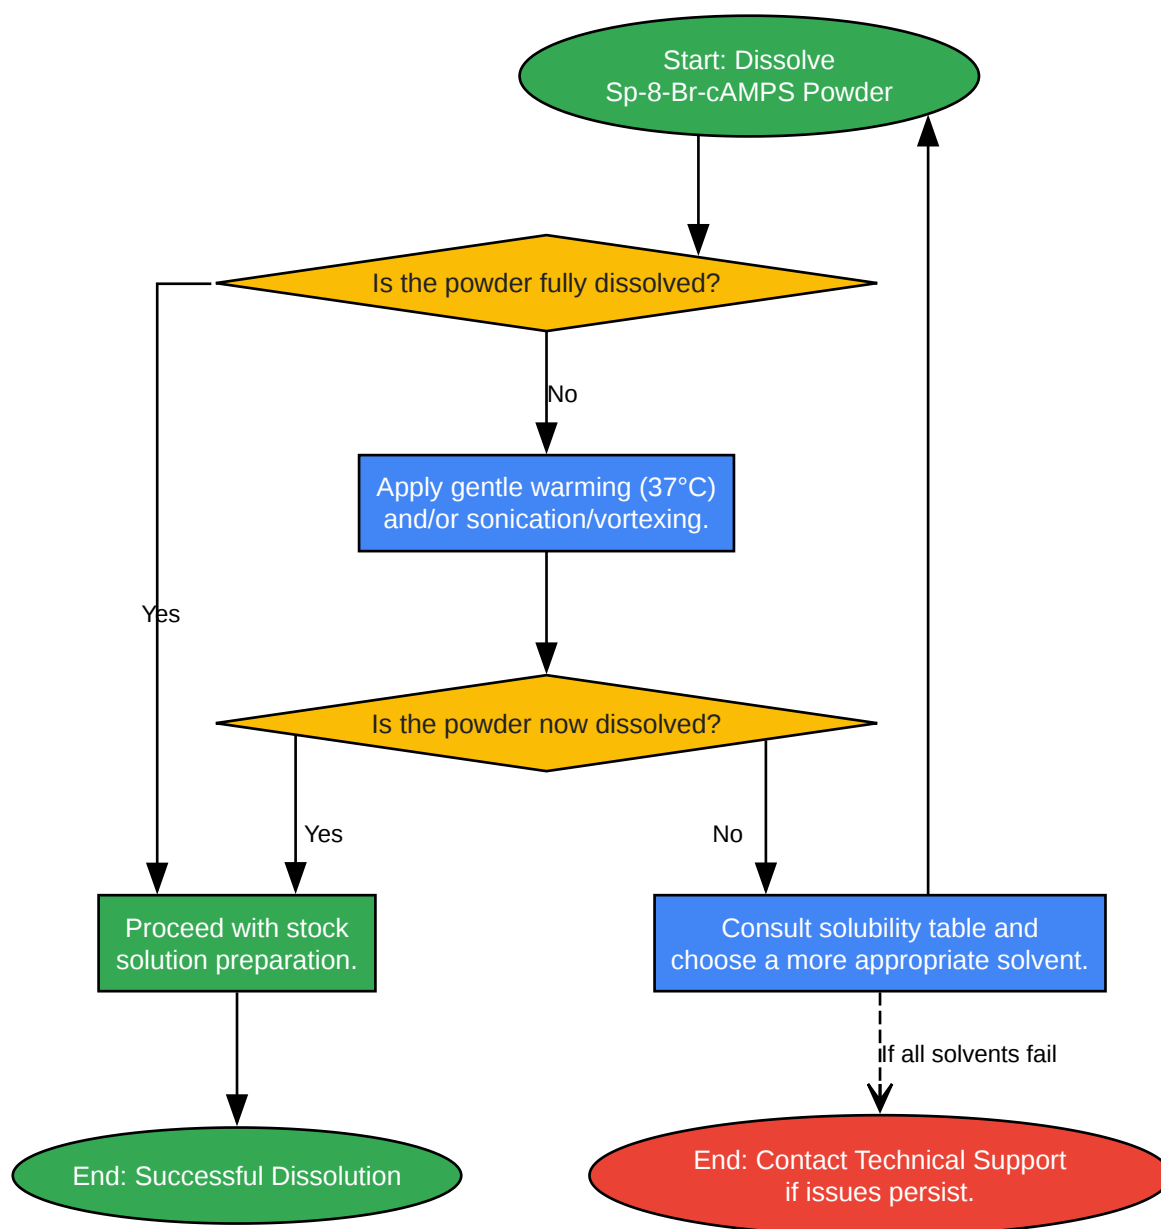 Start: Dissolve
Sp-8-Br-cAMPS Powder
Is the powder fully dissolved?
No
Apply gentle warming (37°C)
and/or sonication/vortexing.
Yes
Is the powder now dissolved?
Yes
No
Proceed with stock
solution preparation.
Consult solubility table and
choose a more appropriate solvent.
If all solvents fail
End: Successful Dissolution
End: Contact Technical Support
if issues persist.